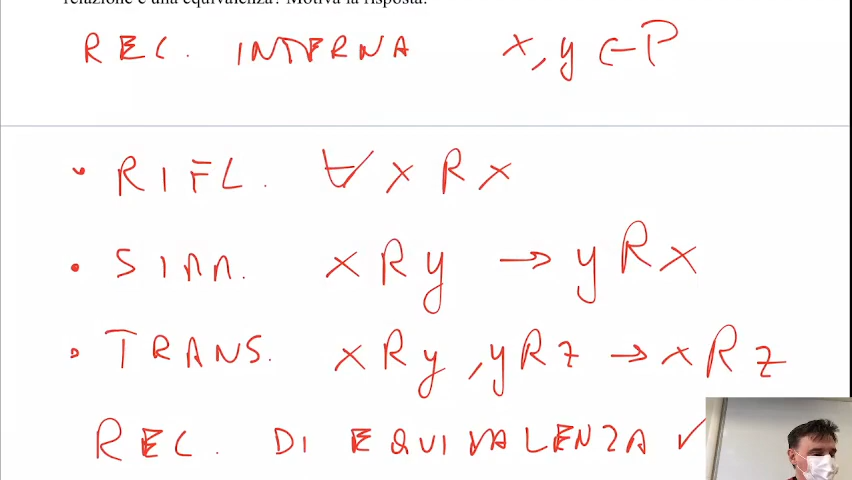 relazione è una equivalenza? Motiva la risposta.
REL. INTERNA x, y ∈ P
• RIFL. ∀ x R x
• SIMM. x R y → y R x
• TRANS. x R y, y R z → x R z
REL. DI EQUIVALENZA ✓